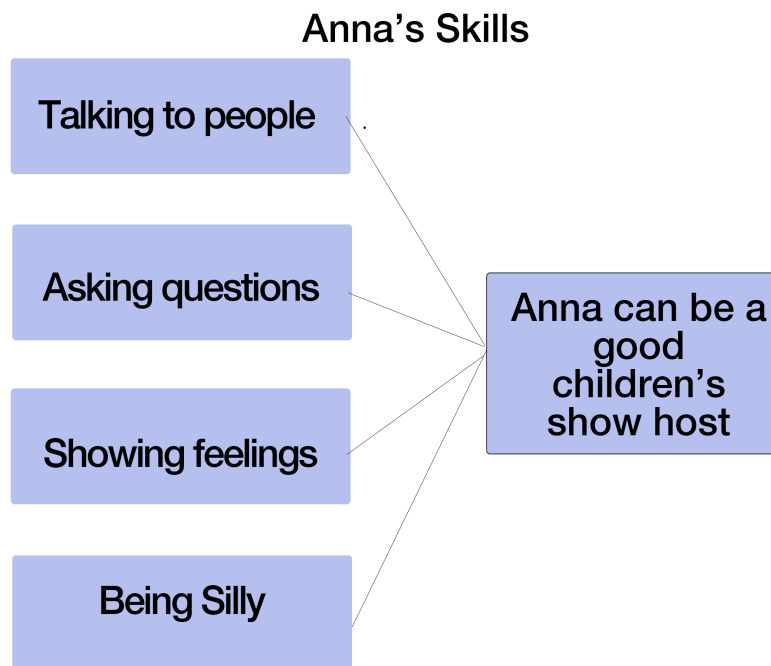 Anna’s Skills
Talking to people
Asking questions
Showing feelings
Being Silly
Anna can be a
good
children’s
show host